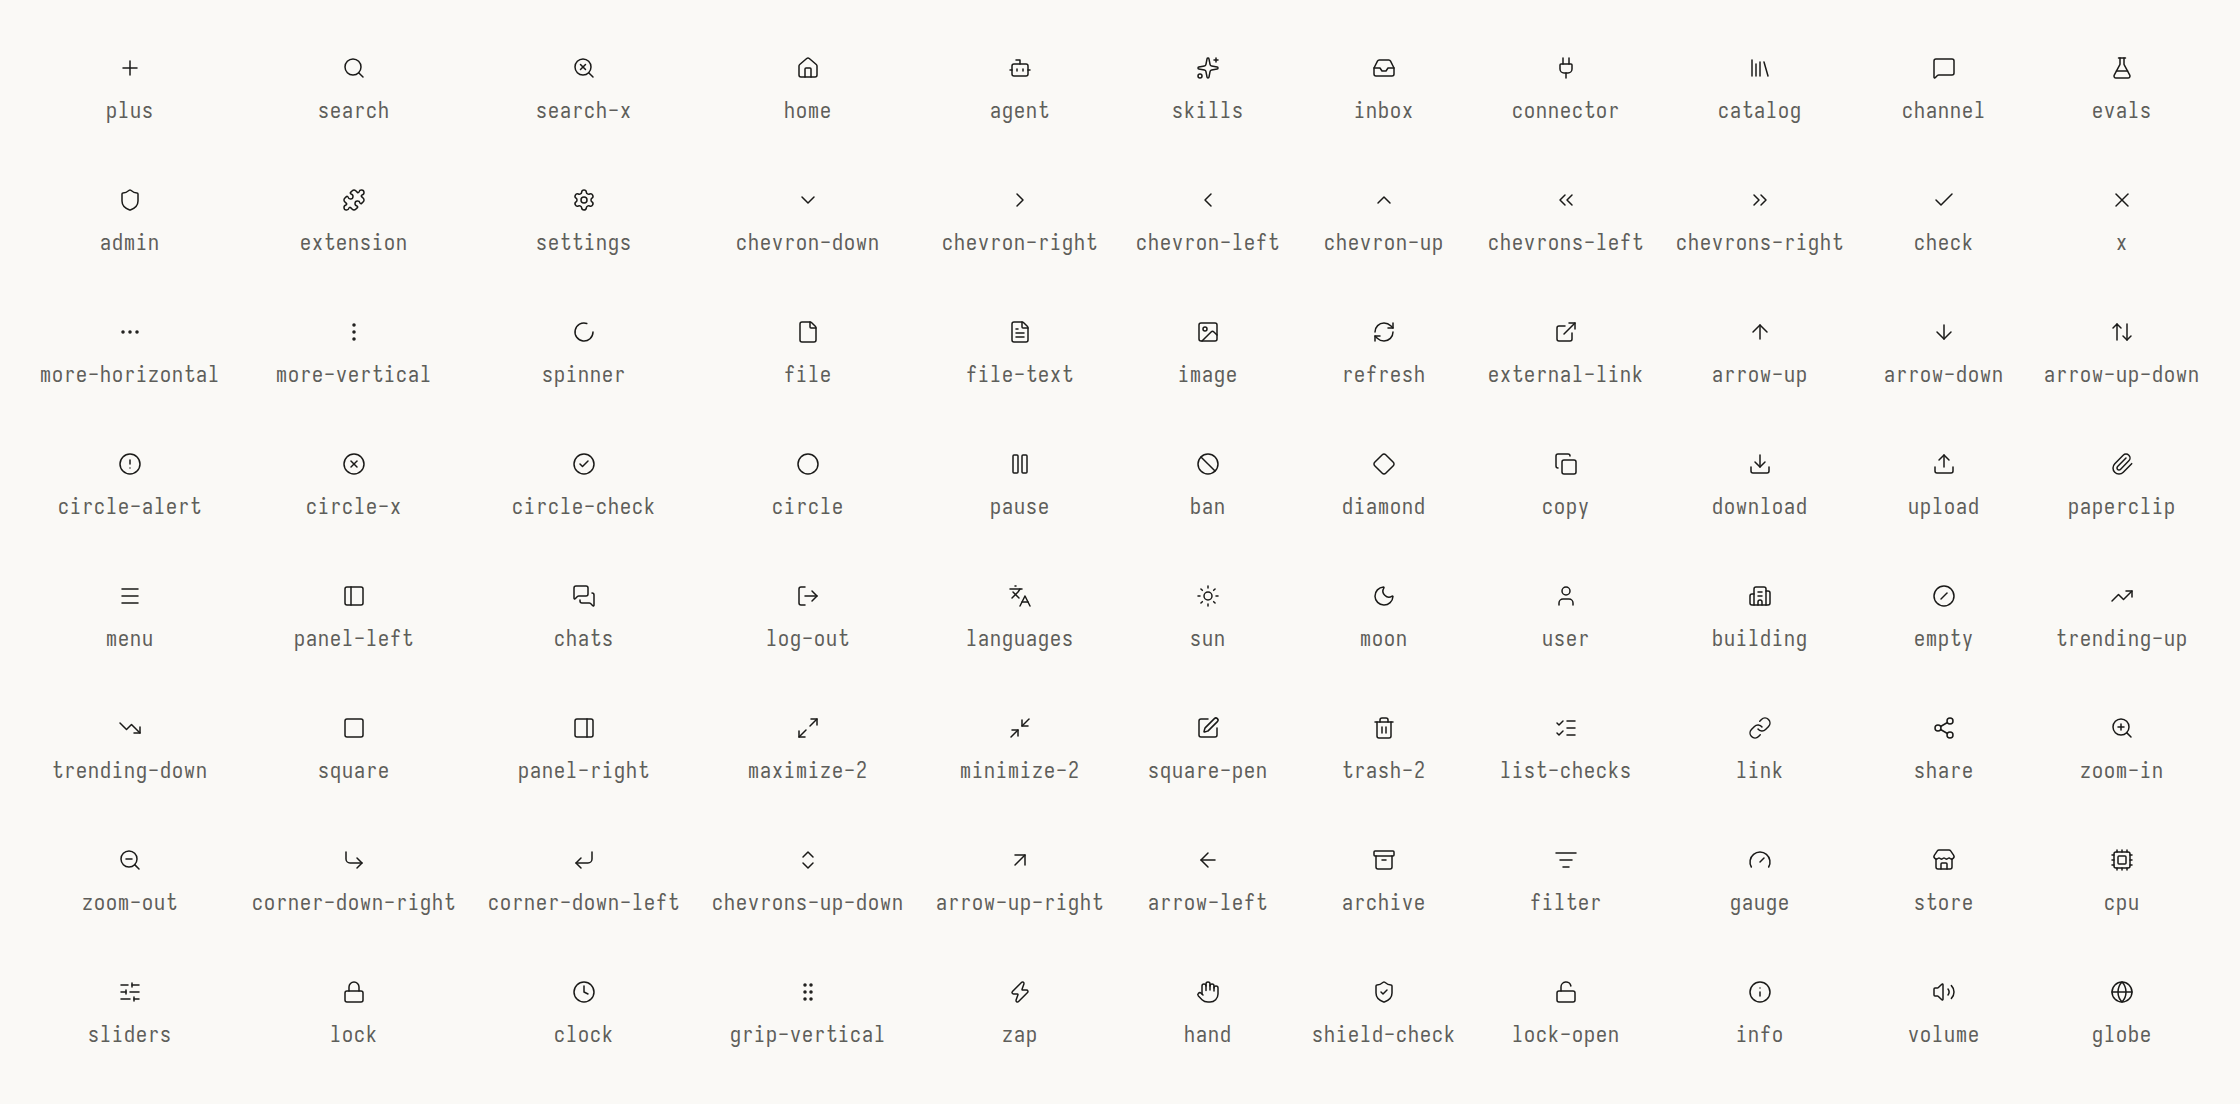 plus search search-x home agent skills inbox connector catalog channel evals
admin extension settings chevron-down chevron-right chevron-left chevron-up chevrons-left chevrons-right check x
more-horizontal more-vertical spinner file file-text image refresh external-link arrow-up arrow-down arrow-up-down
circle-alert circle-x circle-check circle pause ban diamond copy download upload paperclip
menu panel-left chats log-out languages sun moon user building empty trending-up
trending-down square panel-right maximize-2 minimize-2 square-pen trash-2 list-checks link share zoom-in
zoom-out corner-down-right corner-down-left chevrons-up-down arrow-up-right arrow-left archive filter gauge store cpu
sliders lock clock grip-vertical zap hand shield-check lock-open info volume globe